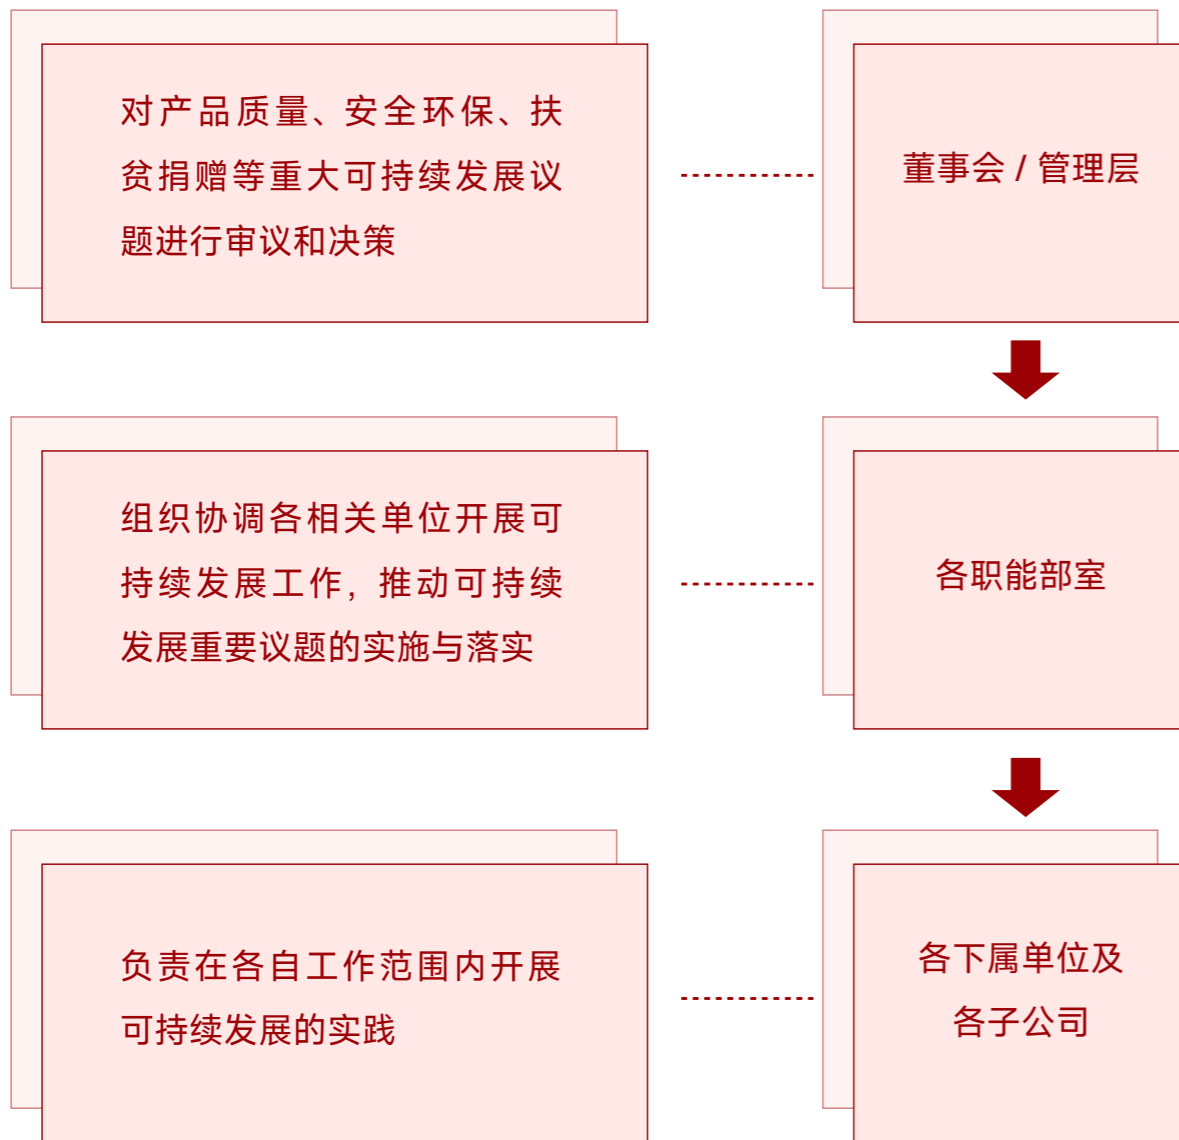 对产品质量、安全环保、扶
贫捐赠等重大可持续发展议
题进行审议和决策
董事会 / 管理层
组织协调各相关单位开展可
持续发展工作, 推动可持续
发展重要议题的实施与落实
各职能部室
负责在各自工作范围内开展
可持续发展的实践
各下属单位及
各子公司